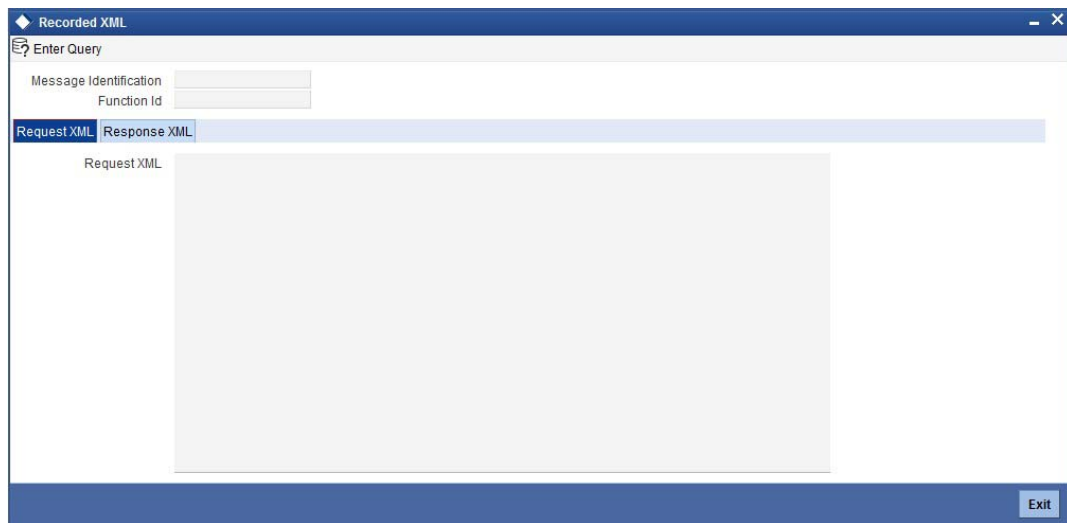 Recorded XML
Enter Query
Message Identification
Function Id
Request XML Response XML
Request XML
Exit